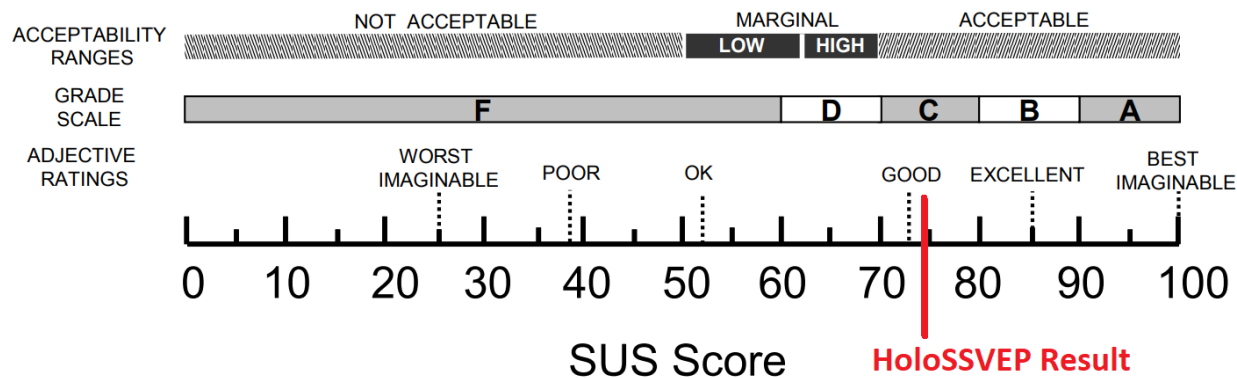 NOT ACCEPTABLE MARGINAL ACCEPTABLE
ACCEPTABILITY
RANGES
LOW HIGH
GRADE
SCALE
F D C B A
ADJECTIVE
RATINGS
WORST
IMAGINABLE
POOR
OK
GOOD
EXCELLENT
BEST
IMAGINABLE
0 10 20 30 40 50 60 70 80 90 100
SUS Score
HoloSSVEP Result